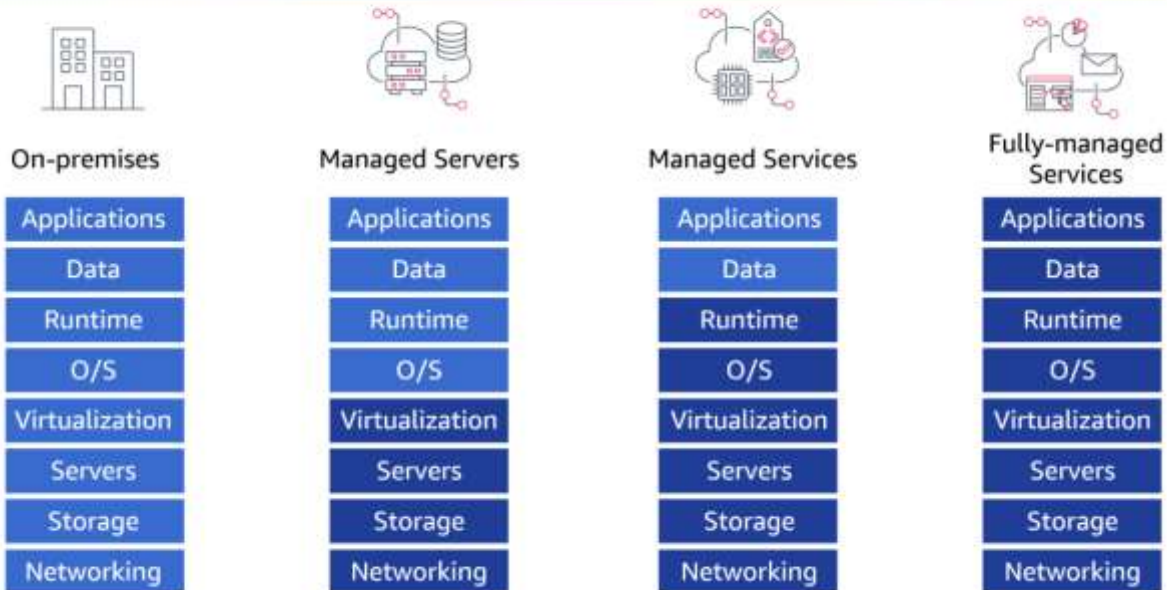 On-premises
Applications
Data
Runtime
O/S
Virtualization
Servers
Storage
Networking
Managed Servers
Applications
Data
Runtime
O/S
Virtualization
Servers
Storage
Networking
Managed Services
Applications
Data
Runtime
O/S
Virtualization
Servers
Storage
Networking
Fully-managed
Services
Applications
Data
Runtime
O/S
Virtualization
Servers
Storage
Networking